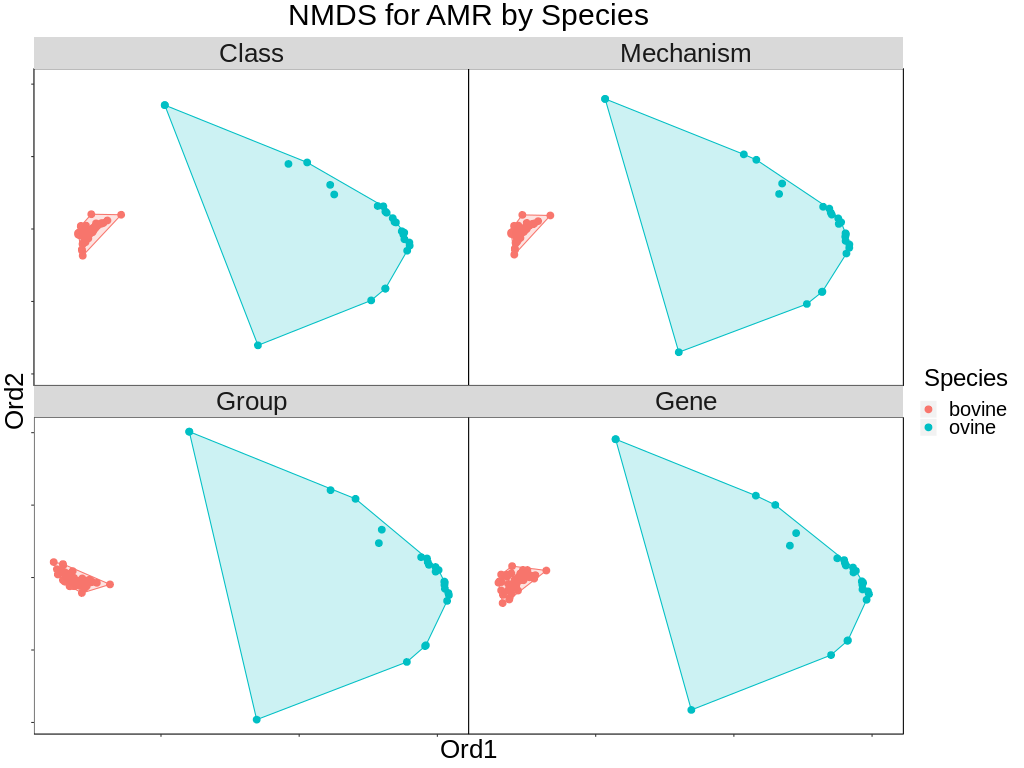 NMDS for AMR by Species
Class
Mechanism
Group
Gene
Ord2
Ord1
Species
bovine
ovine